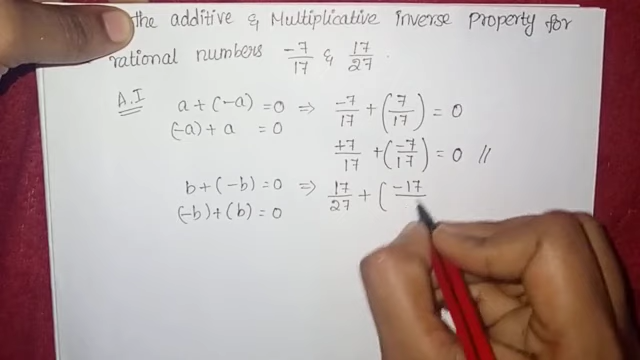 the additive & Multiplicative inverse property for
rational numbers -7/17 & 17/27.
A.I a + (-a) = 0 ⇒ -7/17 + (7/17) = 0
(-a) + a = 0 +7/17 + (-7/17) = 0 //
b + (-b) = 0 ⇒ 17/27 + (-17/
(-b) + (b) = 0